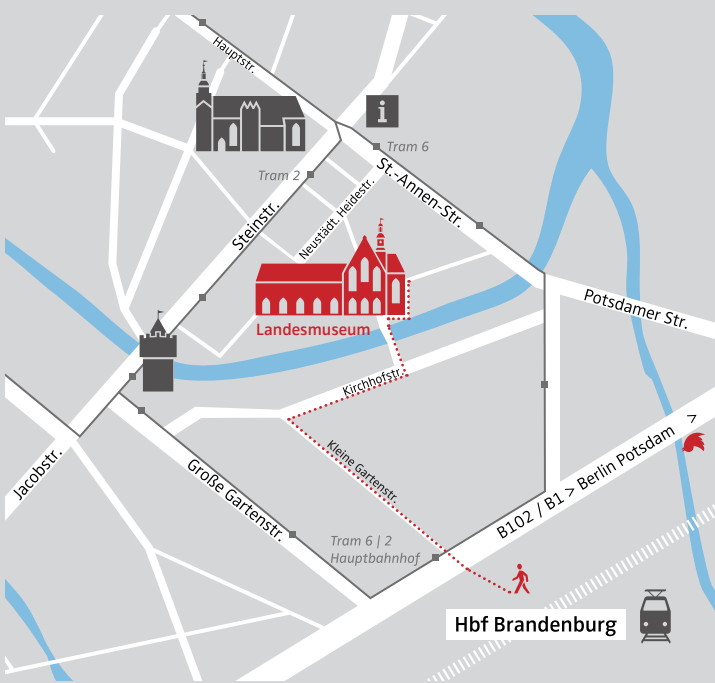 Hauptstr.
i
Tram 6
St.-Annen-Str.
Tram 2
Neustädt. Heidestr.
Steinstr.
Potsdamer Str.
Landesmuseum
Kirchhofstr.
Kleine Gartenstr.
Jacobstr.
Große Gartenstr.
B102 / B1 > Berlin Potsdam >
Tram 6 | 2
Hauptbahnhof
Hbf Brandenburg